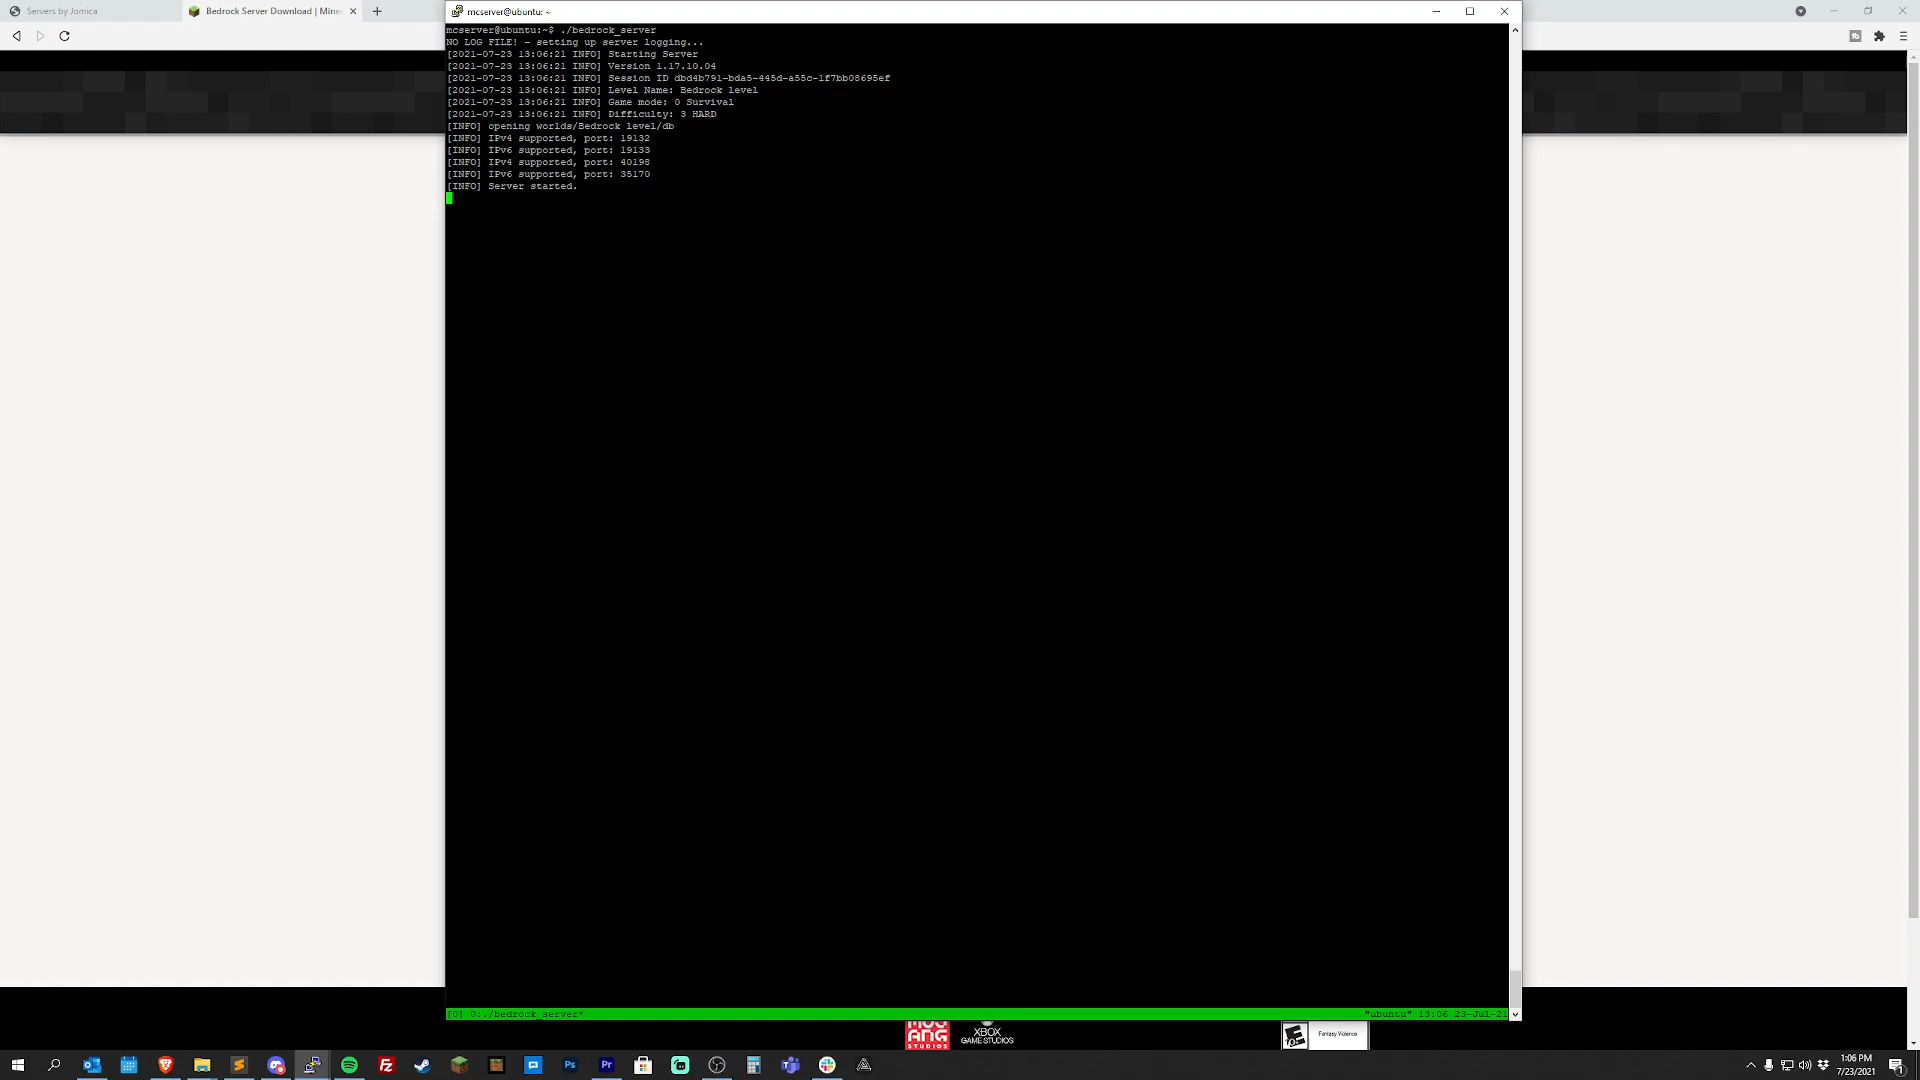 Servers by Jomica
Bedrock Server Download | Mine
mcserver@ubuntu: ~
mcserver@ubuntu:~$ ./bedrock_server
NO LOG FILE! - setting up server logging...
[2021-07-23 13:06:21 INFO] Starting Server
[2021-07-23 13:06:21 INFO] Version 1.17.10.04
[2021-07-23 13:06:21 INFO] Session ID dbd4b791-bda5-445d-a55c-1f7bb08695ef
[2021-07-23 13:06:21 INFO] Level Name: Bedrock level
[2021-07-23 13:06:21 INFO] Game mode: 0 Survival
[2021-07-23 13:06:21 INFO] Difficulty: 3 HARD
[INFO] opening worlds/Bedrock level/db
[INFO] IPv4 supported, port: 19132
[INFO] IPv6 supported, port: 19133
[INFO] IPv4 supported, port: 40198
[INFO] IPv6 supported, port: 35170
[INFO] Server started.
[0] 0:./bedrock_server* "ubuntu" 13:06 23-Jul-21
MOJANG
STUDIOS
XBOX
GAME STUDIOS
Fantasy Violence
1:06 PM
7/23/2021